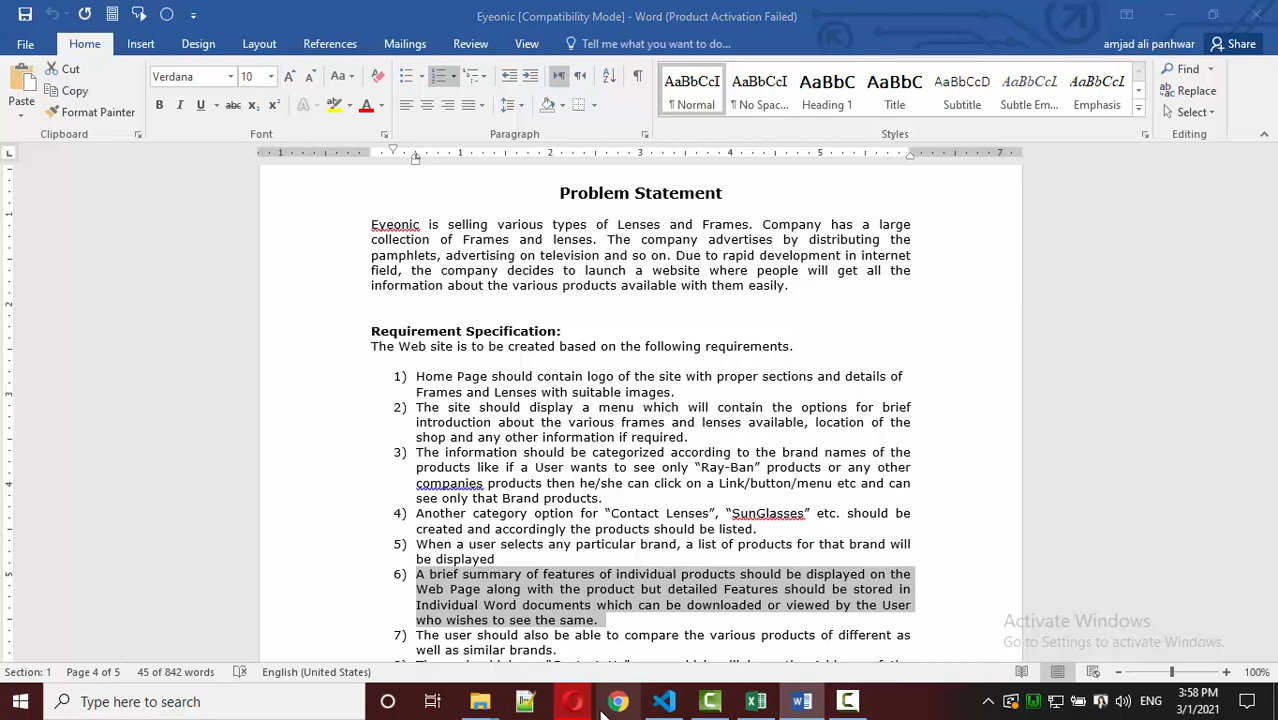 Eyeonic [Compatibility Mode] - Word (Product Activation Failed)
File Home Insert Design Layout References Mailings Review View Tell me what you want to do... amjad ali panhwar Share
Paste Cut Copy Format Painter
Verdana 10 Aa
B I U abc X₂ X² A ab A
AaBbCcI AaBbCcI AaBbC AaBbC AaBbCcD AaBbCcI AaBbCcI
¶ Normal ¶ No Spac... Heading 1 Title Subtitle Subtle Em... Emphasis
Find Replace Select
Clipboard Font Paragraph Styles Editing
1 1 2 3 4 5 6 7
Problem Statement
Eyeonic is selling various types of Lenses and Frames. Company has a large
collection of Frames and lenses. The company advertises by distributing the
pamphlets, advertising on television and so on. Due to rapid development in internet
field, the company decides to launch a website where people will get all the
information about the various products available with them easily.
Requirement Specification:
The Web site is to be created based on the following requirements.
1) Home Page should contain logo of the site with proper sections and details of
Frames and Lenses with suitable images.
2) The site should display a menu which will contain the options for brief
introduction about the various frames and lenses available, location of the
shop and any other information if required.
3) The information should be categorized according to the brand names of the
products like if a User wants to see only “Ray-Ban” products or any other
companies products then he/she can click on a Link/button/menu etc and can
see only that Brand products.
4) Another category option for “Contact Lenses”, “SunGlasses” etc. should be
created and accordingly the products should be listed.
5) When a user selects any particular brand, a list of products for that brand will
be displayed
6) A brief summary of features of individual products should be displayed on the
Web Page along with the product but detailed Features should be stored in
Individual Word documents which can be downloaded or viewed by the User
who wishes to see the same.
7) The user should also be able to compare the various products of different as
well as similar brands.
Activate Windows
Go to Settings to activate Windows.
Section: 1 Page 4 of 5 45 of 842 words English (United States) 100%
Type here to search
ENG
3:58 PM
3/1/2021